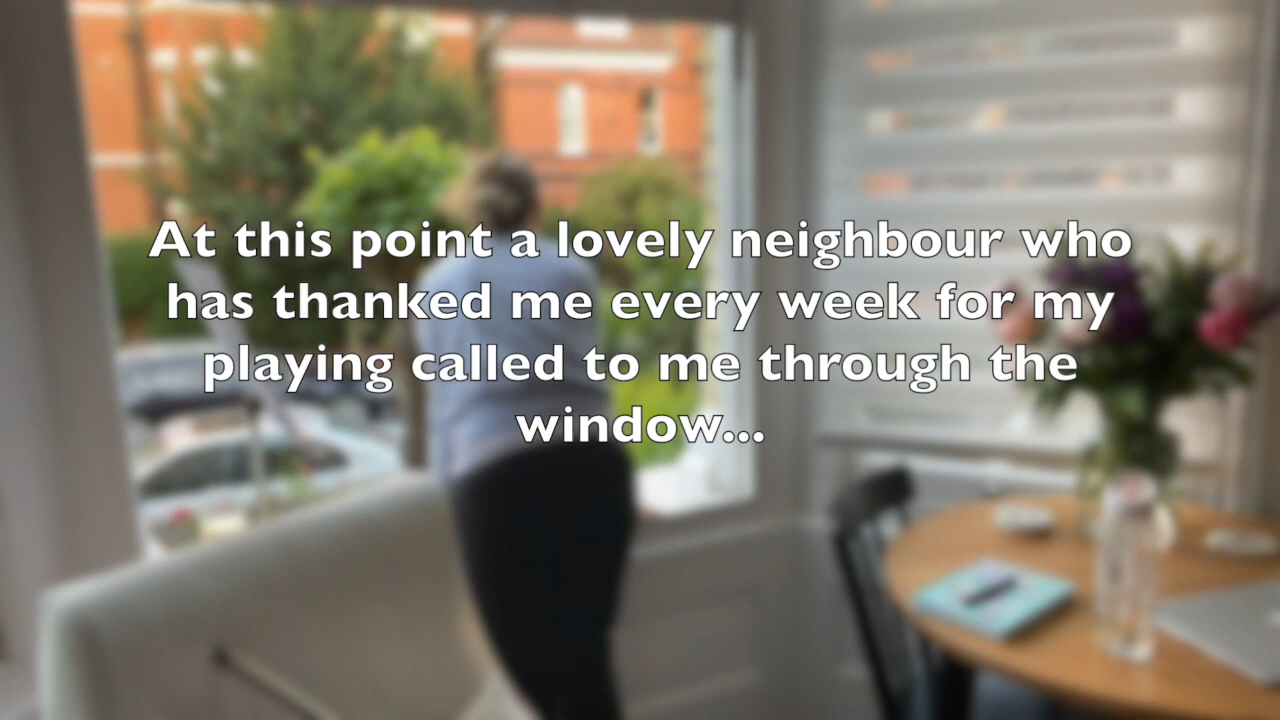 At this point a lovely neighbour who
has thanked me every week for my
playing called to me through the
window...